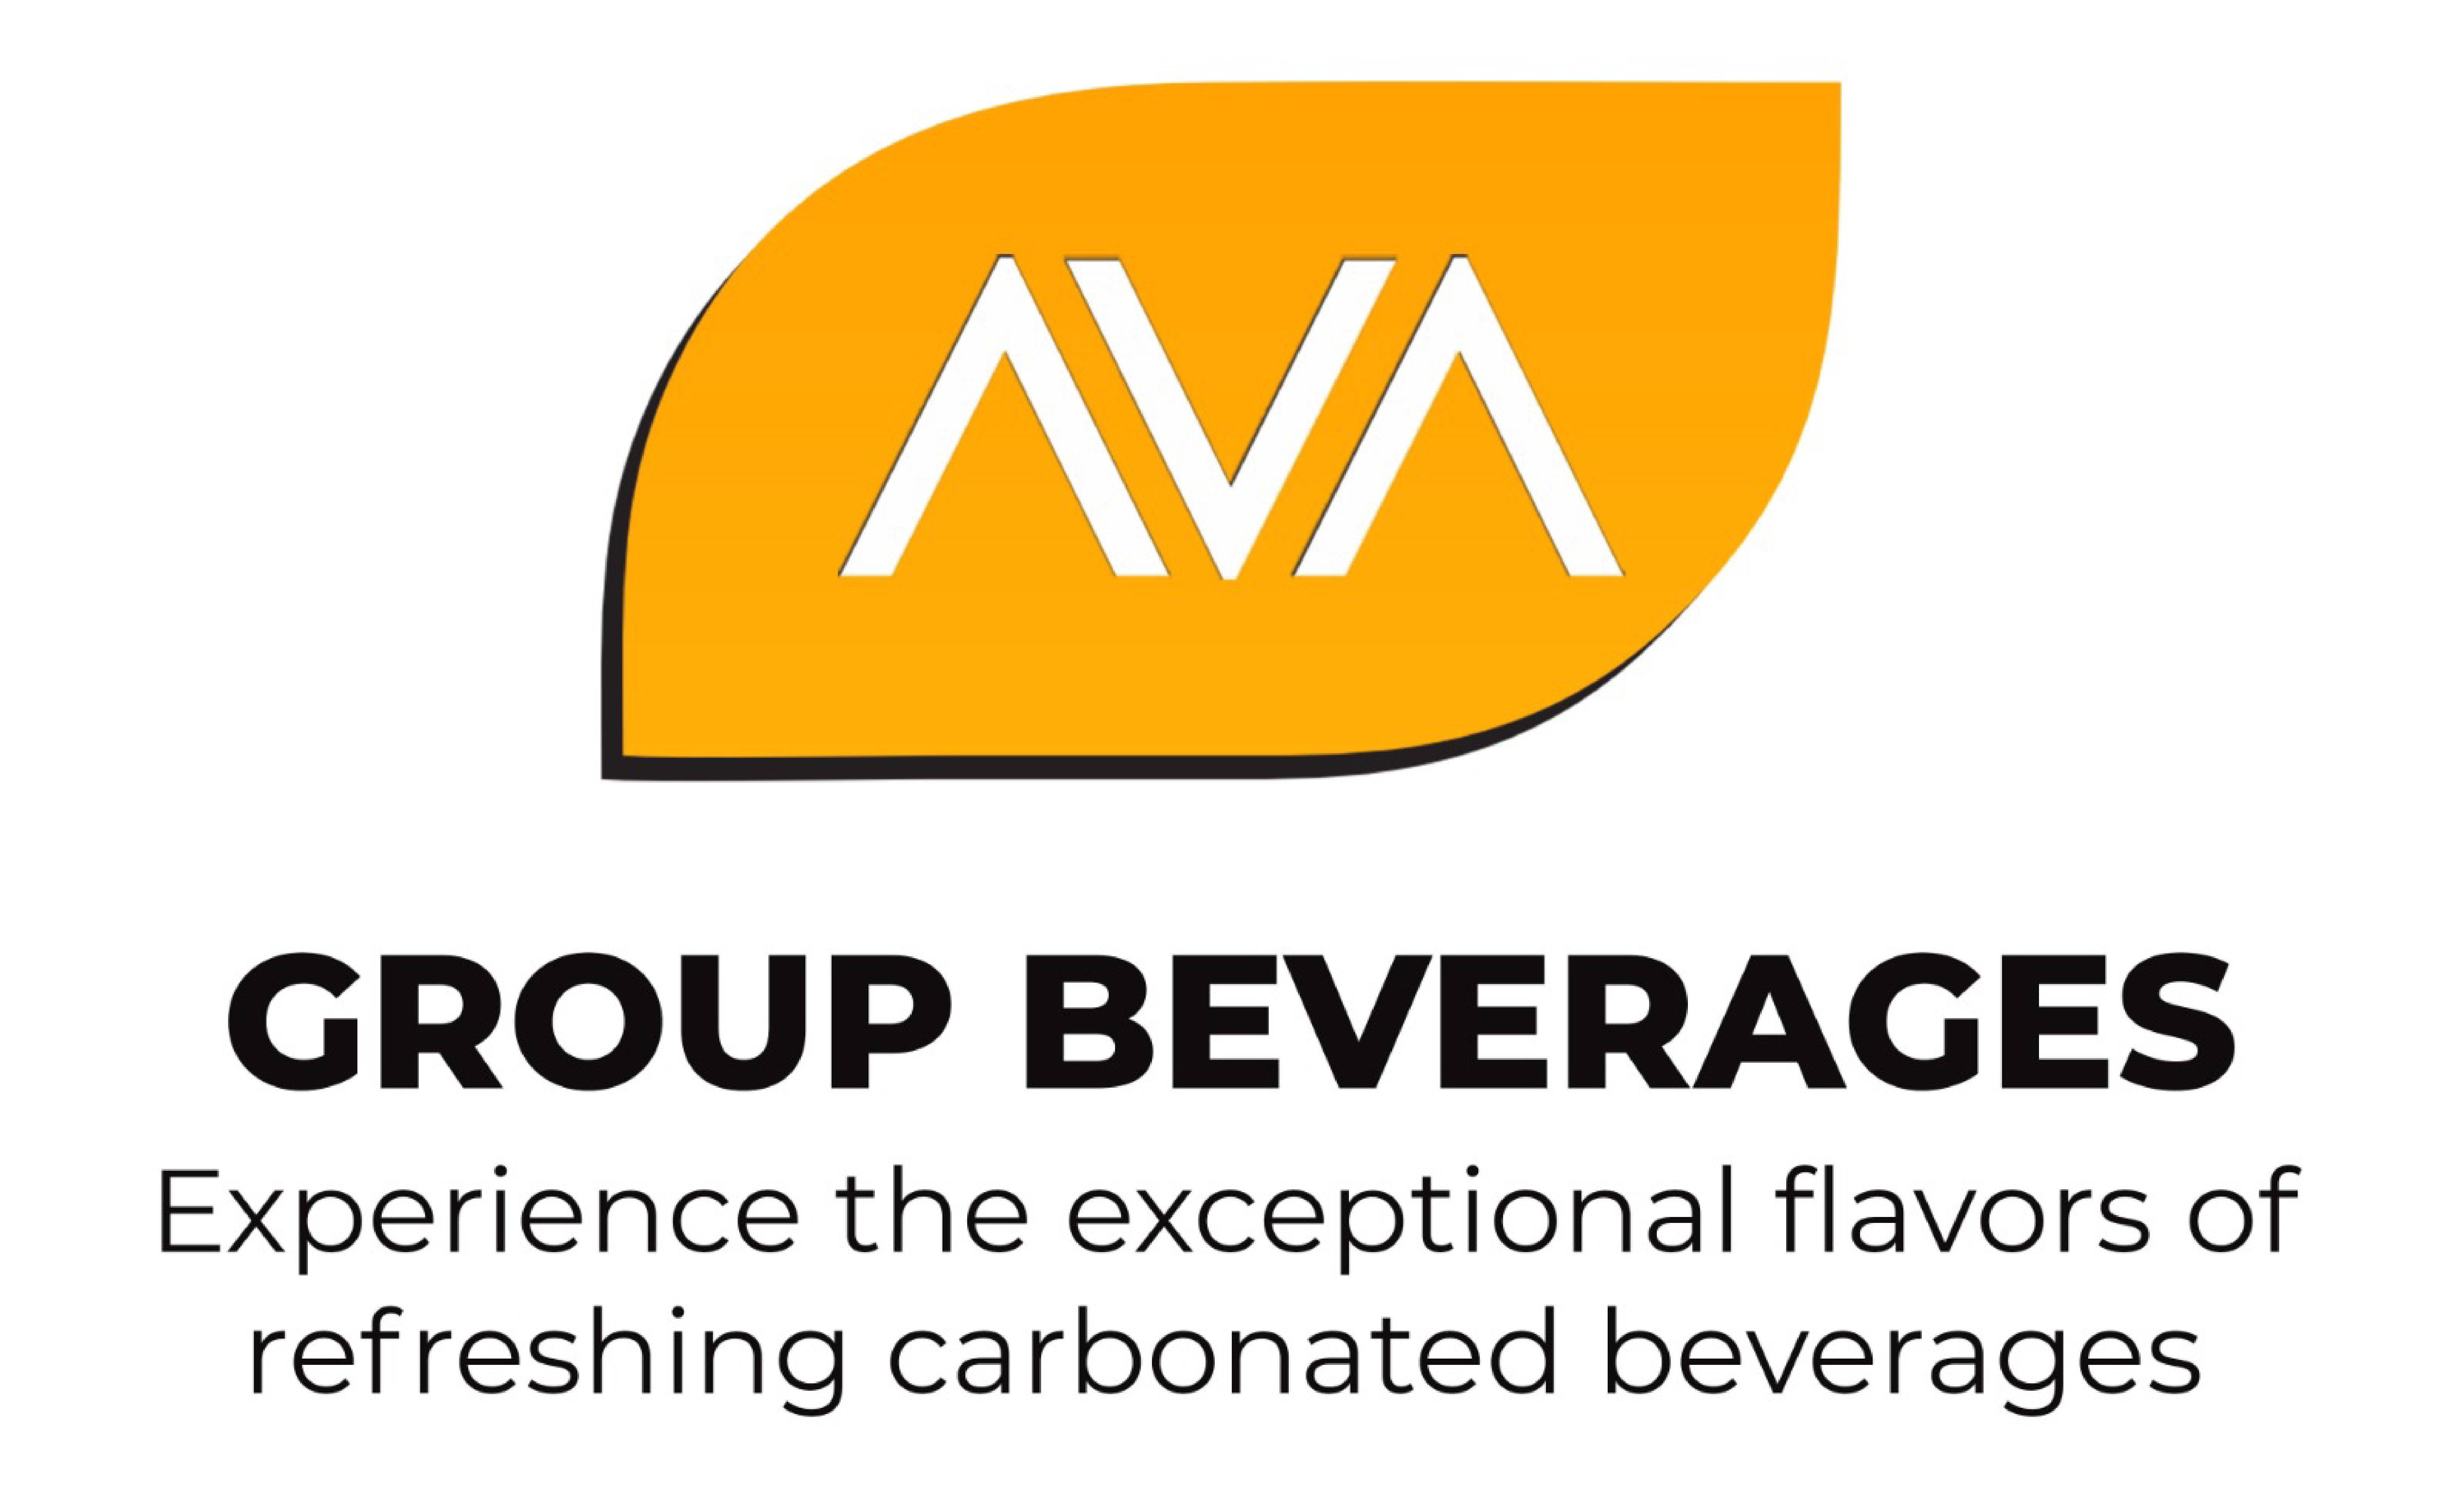 AVA
GROUP BEVERAGES
Experience the exceptional flavors of
refreshing carbonated beverages